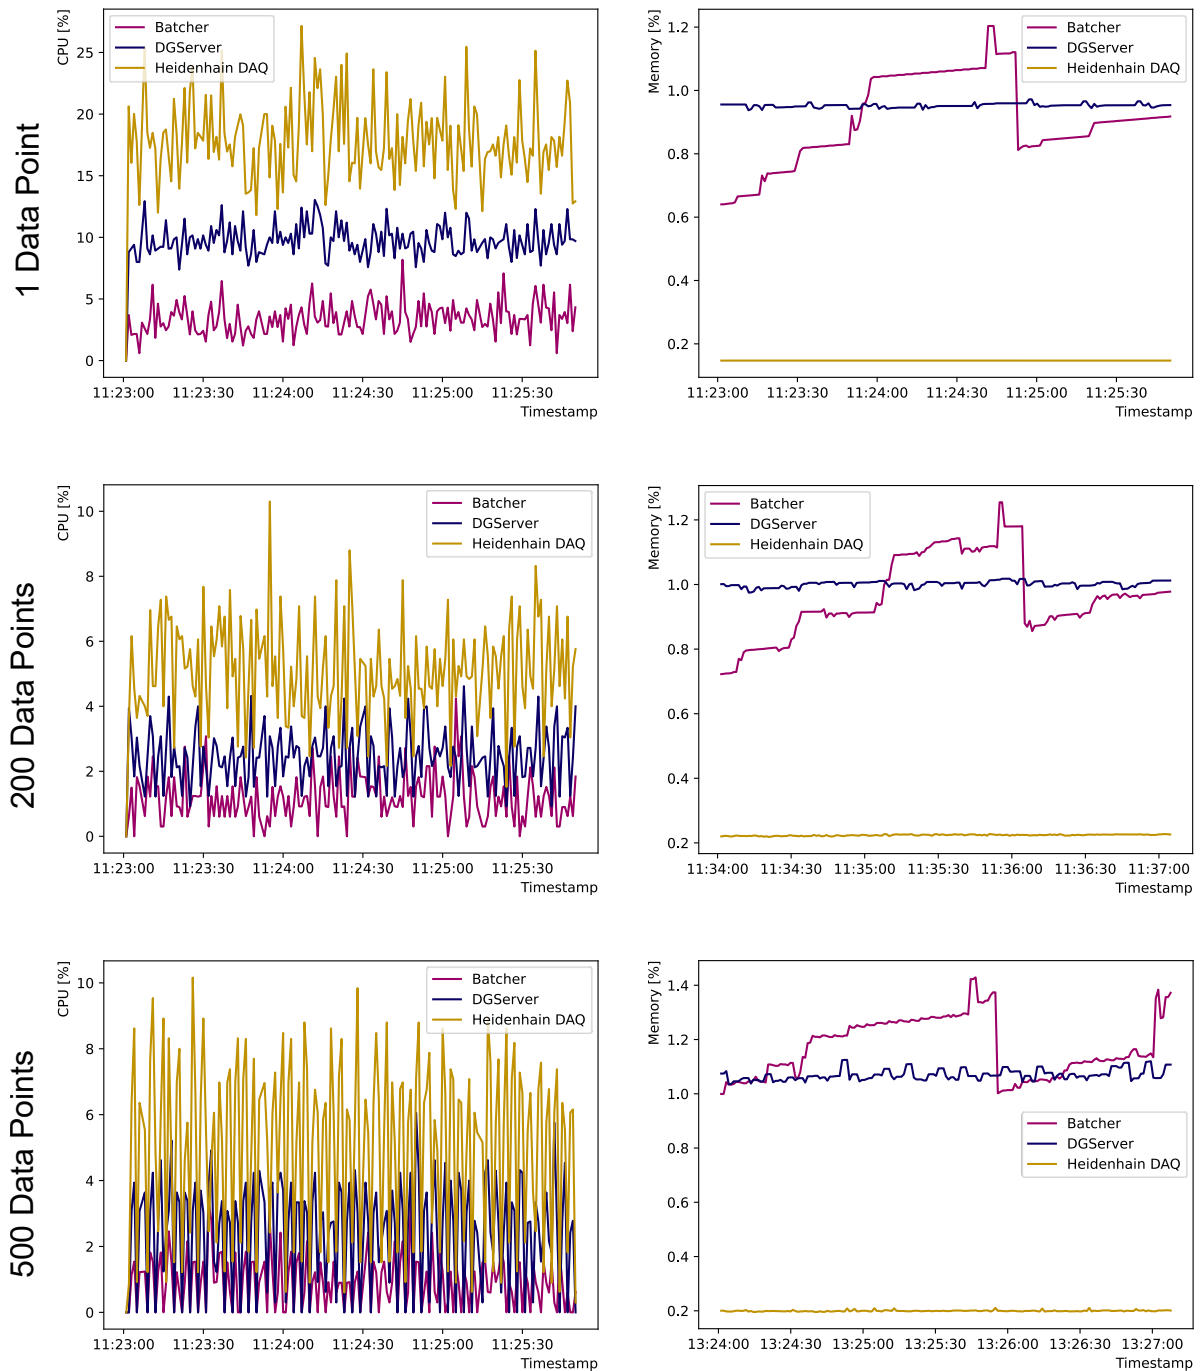 1 Data Point
CPU [%]
Batcher
DGServer
Heidenhain DAQ
25
20
15
10
5
0
11:23:00 11:23:30 11:24:00 11:24:30 11:25:00 11:25:30
Timestamp
Memory [%]
Batcher
DGServer
Heidenhain DAQ
1.2
1.0
0.8
0.6
0.4
0.2
11:23:00 11:23:30 11:24:00 11:24:30 11:25:00 11:25:30
Timestamp
200 Data Points
CPU [%]
Batcher
DGServer
Heidenhain DAQ
10
8
6
4
2
0
11:23:00 11:23:30 11:24:00 11:24:30 11:25:00 11:25:30
Timestamp
Memory [%]
Batcher
DGServer
Heidenhain DAQ
1.2
1.0
0.8
0.6
0.4
0.2
11:34:00 11:34:30 11:35:00 11:35:30 11:36:00 11:36:30 11:37:00
Timestamp
500 Data Points
CPU [%]
Batcher
DGServer
Heidenhain DAQ
10
8
6
4
2
0
11:23:00 11:23:30 11:24:00 11:24:30 11:25:00 11:25:30
Timestamp
Memory [%]
1.4
1.2
1.0
0.8
0.6
0.4
0.2
Batcher
DGServer
Heidenhain DAQ
13:24:00 13:24:30 13:25:00 13:25:30 13:26:00 13:26:30 13:27:00
Timestamp